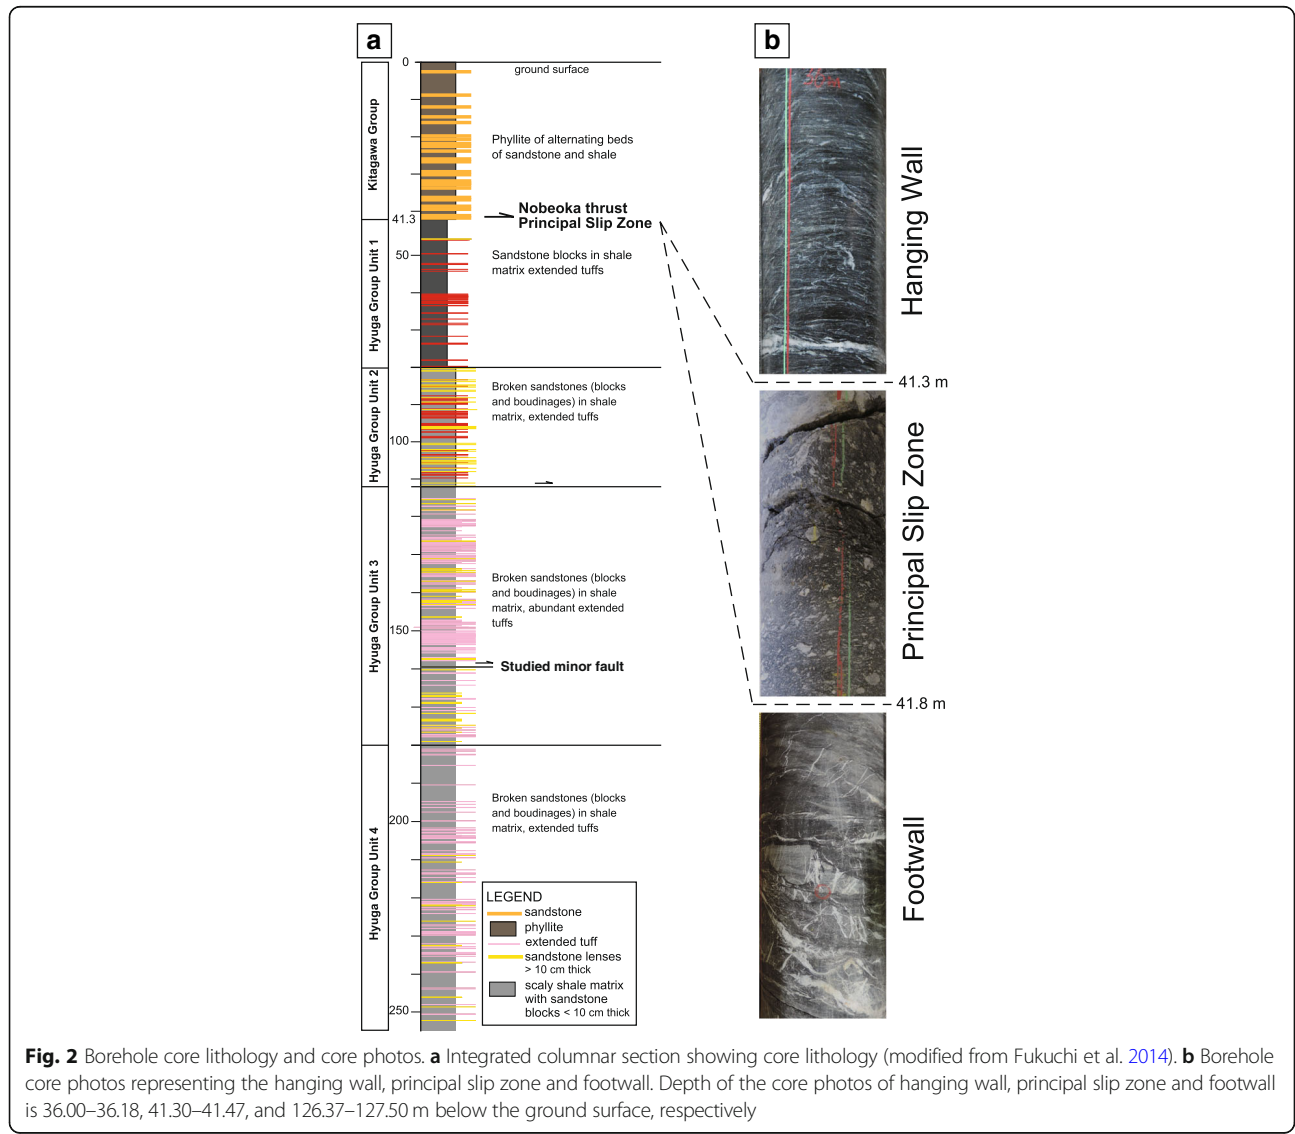 a
b
0
ground surface
Kitagawa Group
Phyllite of alternating beds
of sandstone and shale
Nobeoka thrust
Principal Slip Zone
41.3
Hyuga Group Unit 1
50
Sandstone blocks in shale
matrix extended tuffs
Hyuga Group Unit 2
Broken sandstones (blocks
and boudinages) in shale
matrix, extended tuffs
100
Hyuga Group Unit 3
Broken sandstones (blocks
and boudinages) in shale
matrix, abundant extended
tuffs
150
Studied minor fault
Hyuga Group Unit 4
Broken sandstones (blocks
and boudinages) in shale
matrix, extended tuffs
200
250
LEGEND
sandstone
phyllite
extended tuff
sandstone lenses
> 10 cm thick
scaly shale matrix
with sandstone
blocks < 10 cm thick
Hanging Wall
41.3 m
Principal Slip Zone
41.8 m
Footwall
Fig. 2 Borehole core lithology and core photos. a Integrated columnar section showing core lithology (modified from Fukuchi et al. 2014). b Borehole
core photos representing the hanging wall, principal slip zone and footwall. Depth of the core photos of hanging wall, principal slip zone and footwall
is 36.00–36.18, 41.30–41.47, and 126.37–127.50 m below the ground surface, respectively